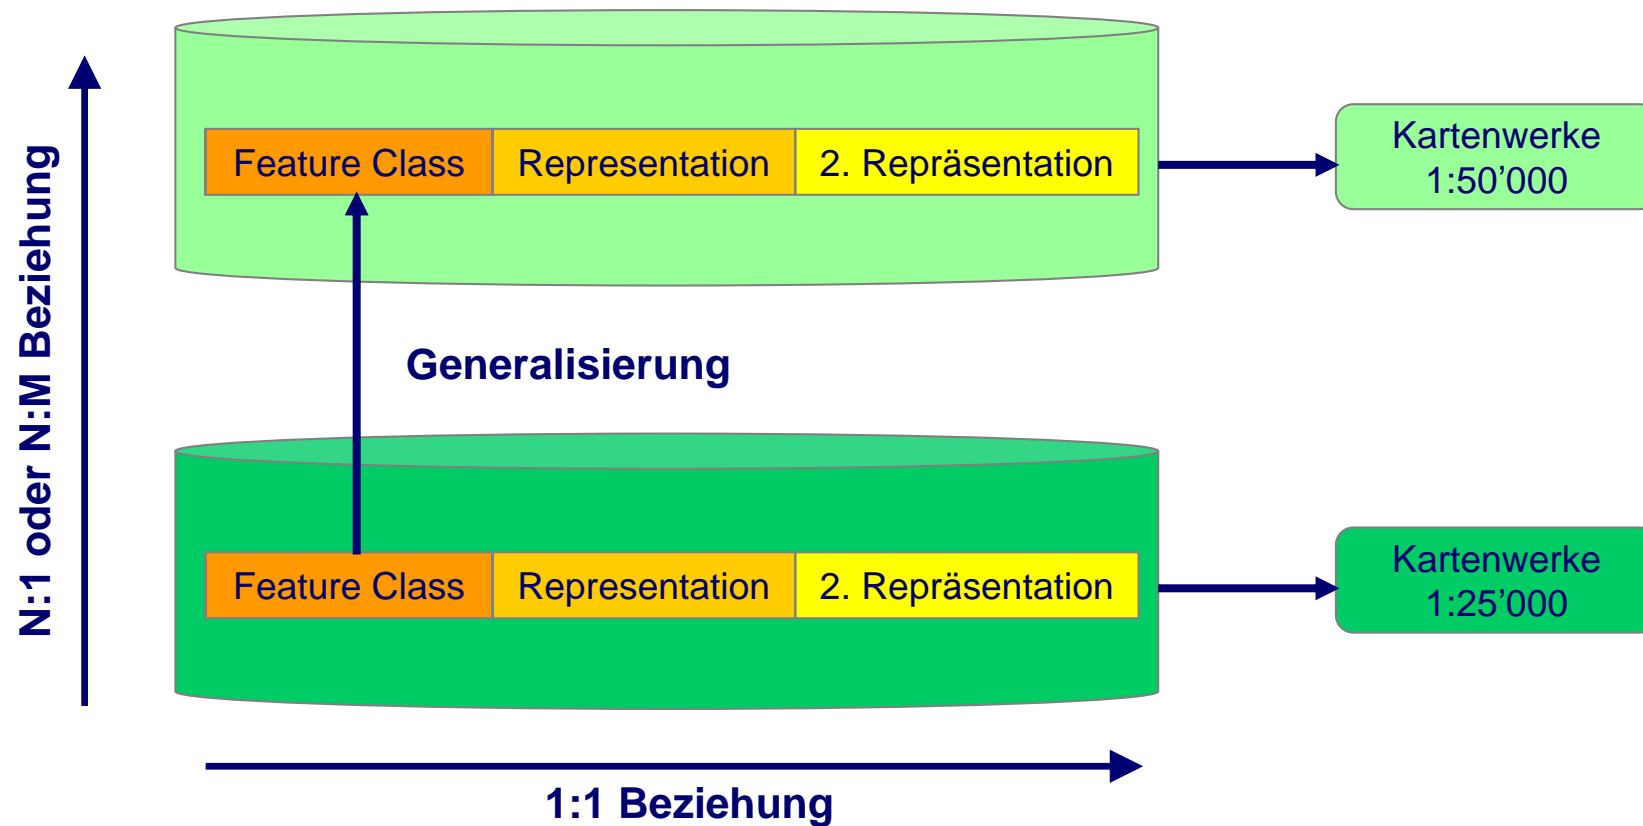 Feature Class
Representation
2. Repräsentation
Kartenwerke
1:50’000
N:1 oder N:M Beziehung
Generalisierung
Feature Class
Representation
2. Repräsentation
Kartenwerke
1:25’000
1:1 Beziehung